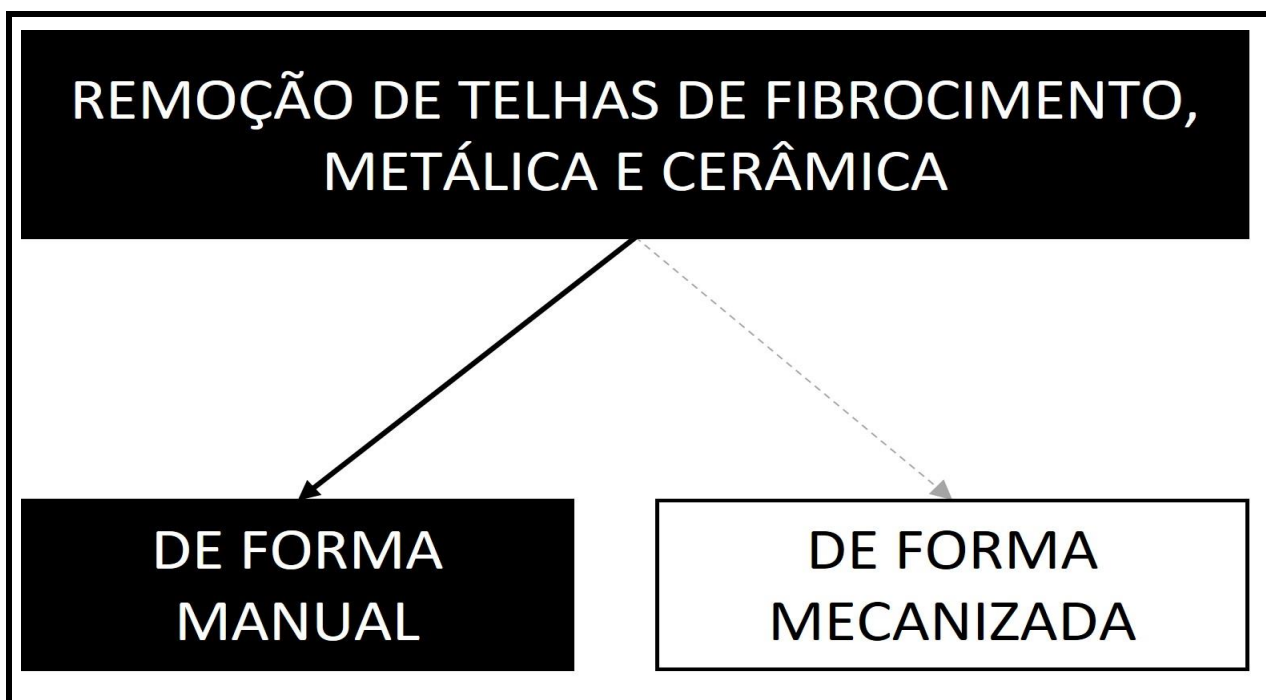 REMOÇÃO DE TELHAS DE FIBROCIMENTO,
METÁLICA E CERÂMICA
DE FORMA
MANUAL
DE FORMA
MECANIZADA